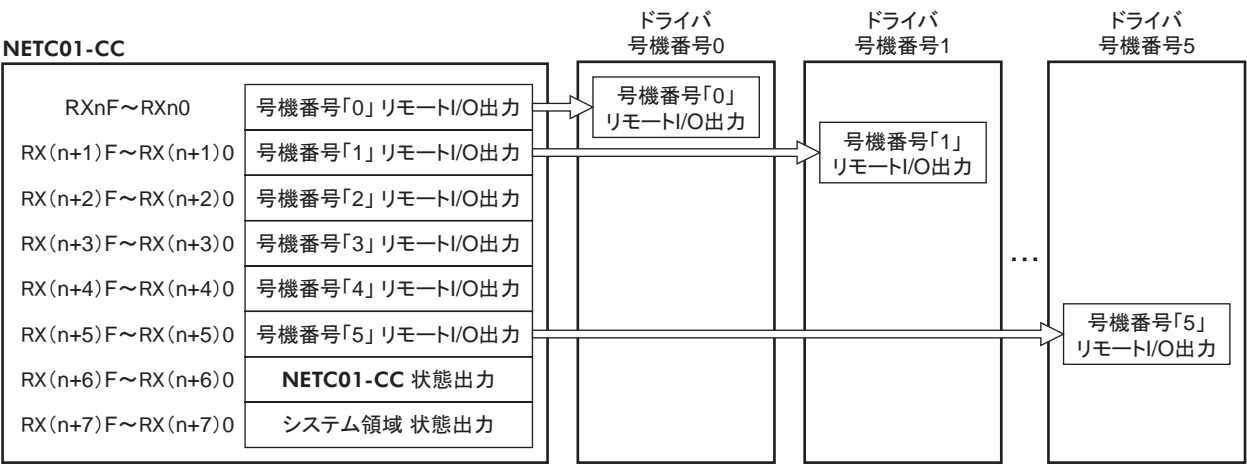 ドライバ
号機番号0
ドライバ
号機番号1
ドライバ
号機番号5
NETC01-CC
RXnF～RXn0 号機番号「0」 リモートI/O出力
号機番号「0」
リモートI/O出力
RX(n+1)F～RX(n+1)0 号機番号「1」 リモートI/O出力
号機番号「1」
リモートI/O出力
RX(n+2)F～RX(n+2)0 号機番号「2」 リモートI/O出力
RX(n+3)F～RX(n+3)0 号機番号「3」 リモートI/O出力
…
RX(n+4)F～RX(n+4)0 号機番号「4」 リモートI/O出力
RX(n+5)F～RX(n+5)0 号機番号「5」 リモートI/O出力
号機番号「5」
リモートI/O出力
RX(n+6)F～RX(n+6)0 NETC01-CC 状態出力
RX(n+7)F～RX(n+7)0 システム領域 状態出力